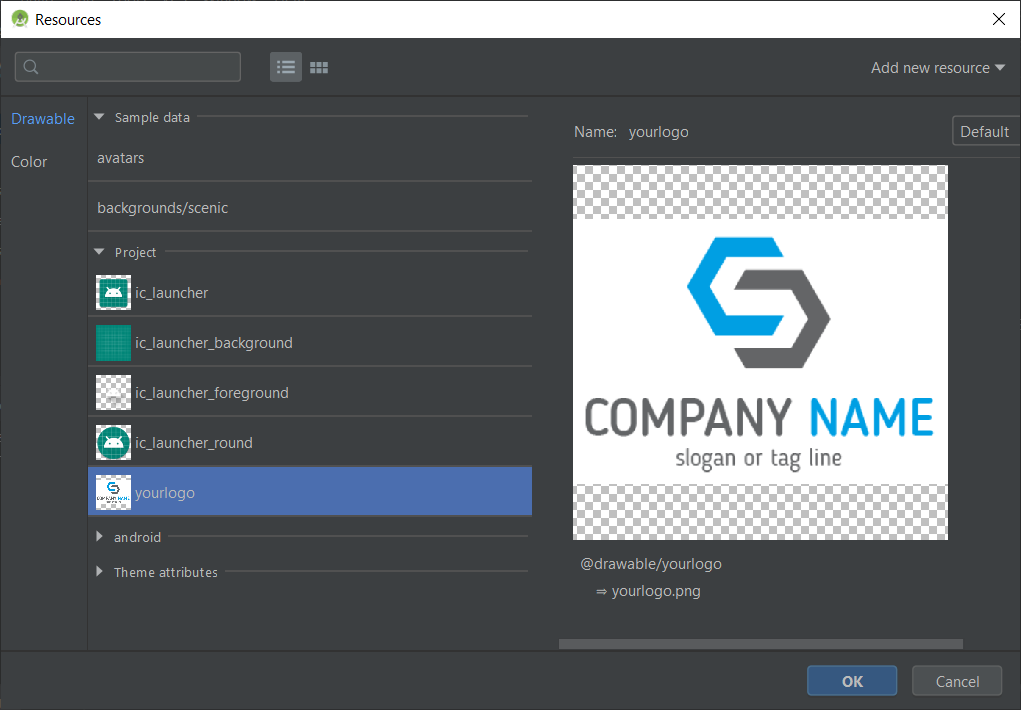 Resources
Add new resource
Drawable
Color
Sample data
avatars
backgrounds/scenic
Project
ic_launcher
ic_launcher_background
ic_launcher_foreground
ic_launcher_round
yourlogo
android
Theme attributes
Name: yourlogo
Default
COMPANY NAME
slogan or tag line
@drawable/yourlogo
⇒ yourlogo.png
OK
Cancel